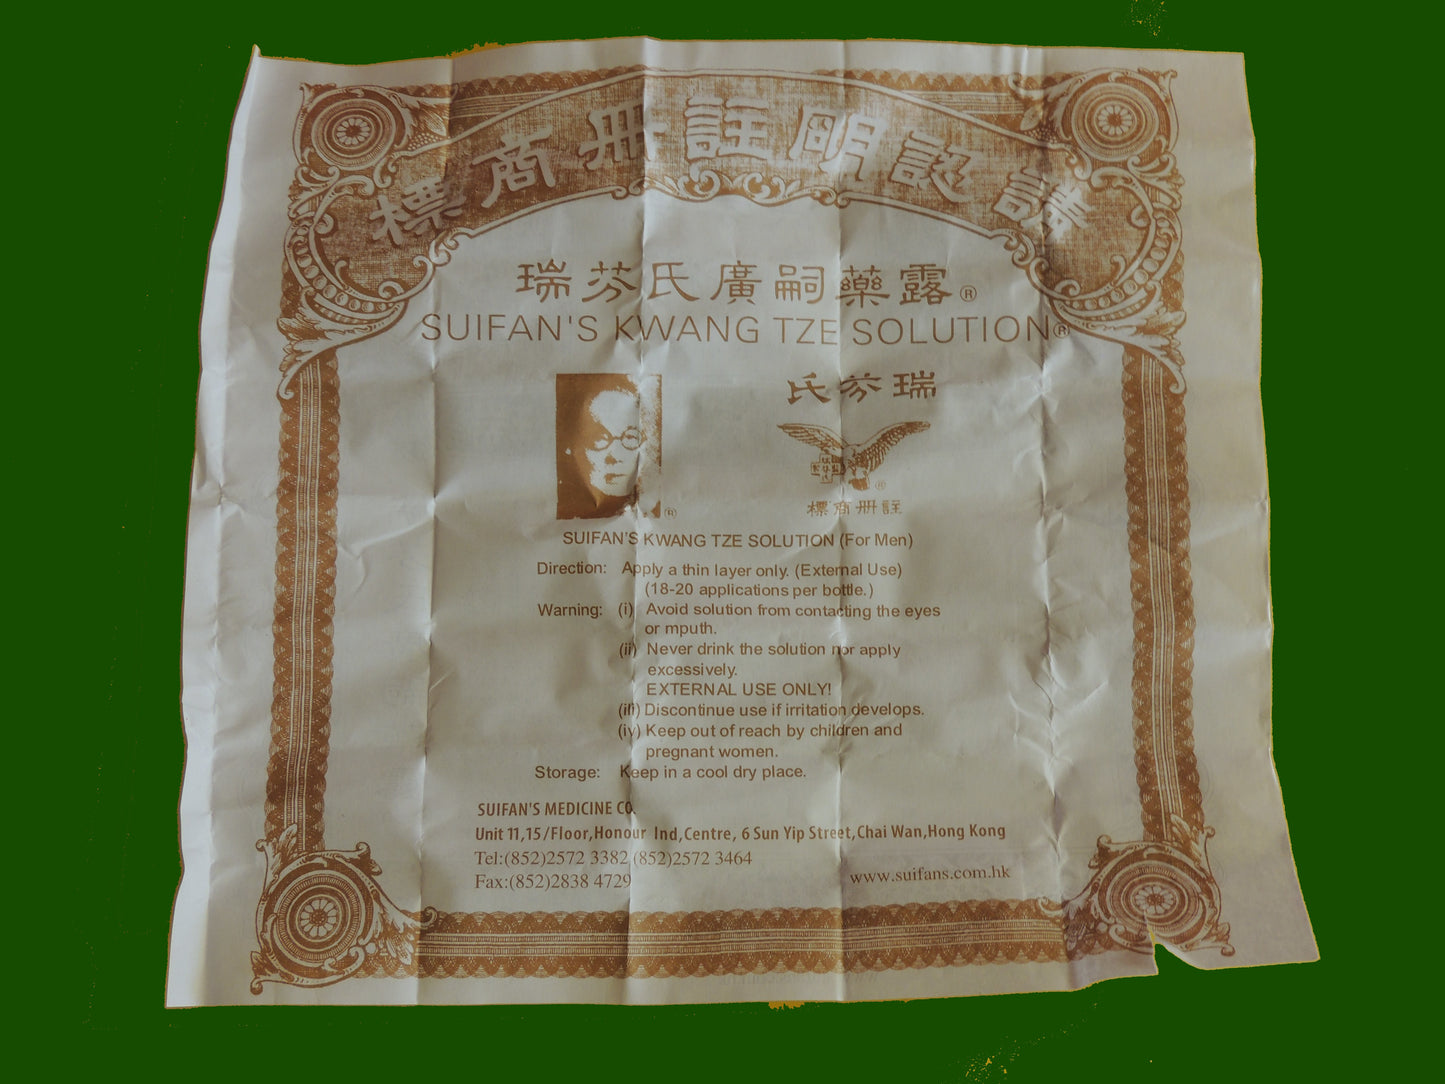 請認明註冊商標
瑞芬氏廣嗣藥露®
SUIFAN'S KWANG TZE SOLUTION®
瑞芬氏
®
®
註冊商標
SUIFAN'S KWANG TZE SOLUTION (For Men)
Direction: Apply a thin layer only. (External Use)
(18-20 applications per bottle.)
Warning: (i) Avoid solution from contacting the eyes
or mputh.
(ii) Never drink the solution nor apply
excessively.
EXTERNAL USE ONLY!
(iii) Discontinue use if irritation develops.
(iv) Keep out of reach by children and
pregnant women.
Storage: Keep in a cool dry place.
SUIFAN'S MEDICINE CO.
Unit 11,15/Floor,Honour Ind,Centre, 6 Sun Yip Street,Chai Wan,Hong Kong
Tel:(852)2572 3382 (852)2572 3464
Fax:(852)2838 4729
www.suifans.com.hk